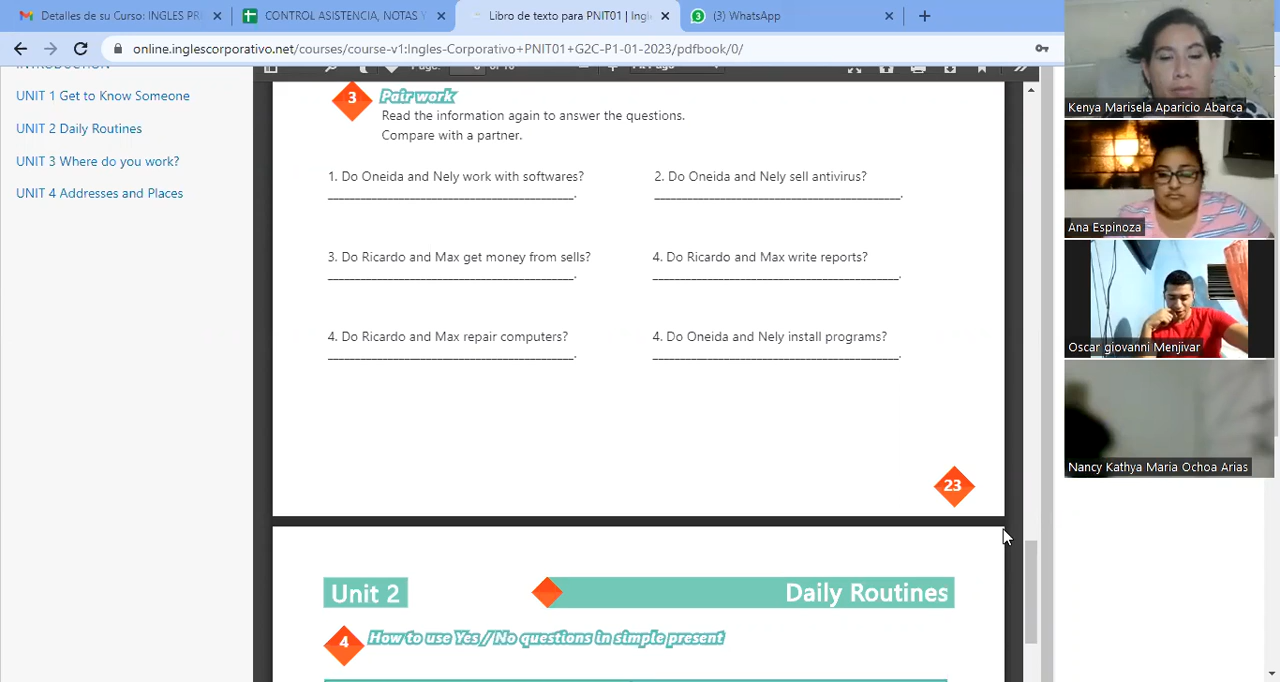 Detalles de su Curso: INGLES PR
CONTROL ASISTENCIA, NOTAS Y
Libro de texto para PNIT01 | Ingl
(3) WhatsApp
online.inglescorporativo.net/courses/course-v1:Ingles-Corporativo+PNIT01+G2C-P1-01-2023/pdfbook/0/
INTRODUCTION
UNIT 1 Get to Know Someone
UNIT 2 Daily Routines
UNIT 3 Where do you work?
UNIT 4 Addresses and Places
Page:
3 Pair work
Read the information again to answer the questions.
Compare with a partner.
1. Do Oneida and Nely work with softwares?
2. Do Oneida and Nely sell antivirus?
3. Do Ricardo and Max get money from sells?
4. Do Ricardo and Max write reports?
4. Do Ricardo and Max repair computers?
4. Do Oneida and Nely install programs?
23
Unit 2
Daily Routines
4 How to use Yes/No questions in simple present
Kenya Marisela Aparicio Abarca
Ana Espinoza
Oscar giovanni Menjivar
Nancy Kathya Maria Ochoa Arias